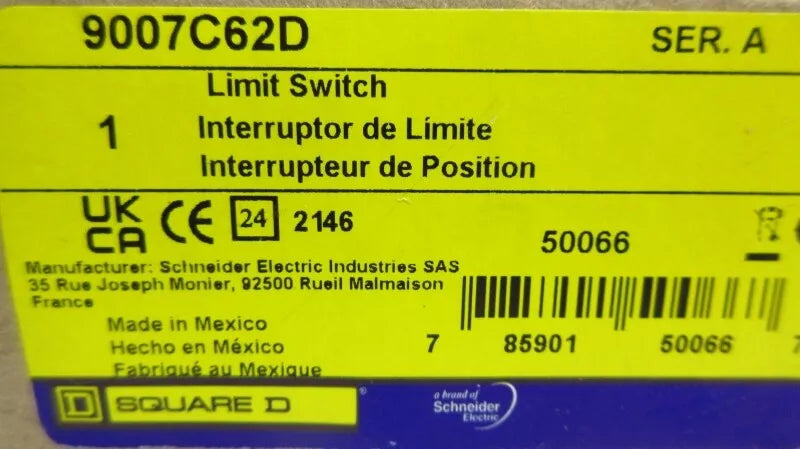 9007C62D
SER. A
Limit Switch
1
Interruptor de Límite
Interrupteur de Position
UK
CA CE 24 2146
50066
Manufacturer: Schneider Electric Industries SAS
35 Rue Joseph Monier, 92500 Rueil Malmaison
France
Made in Mexico
Hecho en México
Fabriqué au Mexique
7 85901 50066 7
D SQUARE D ®
a brand of
Schneider
Electric